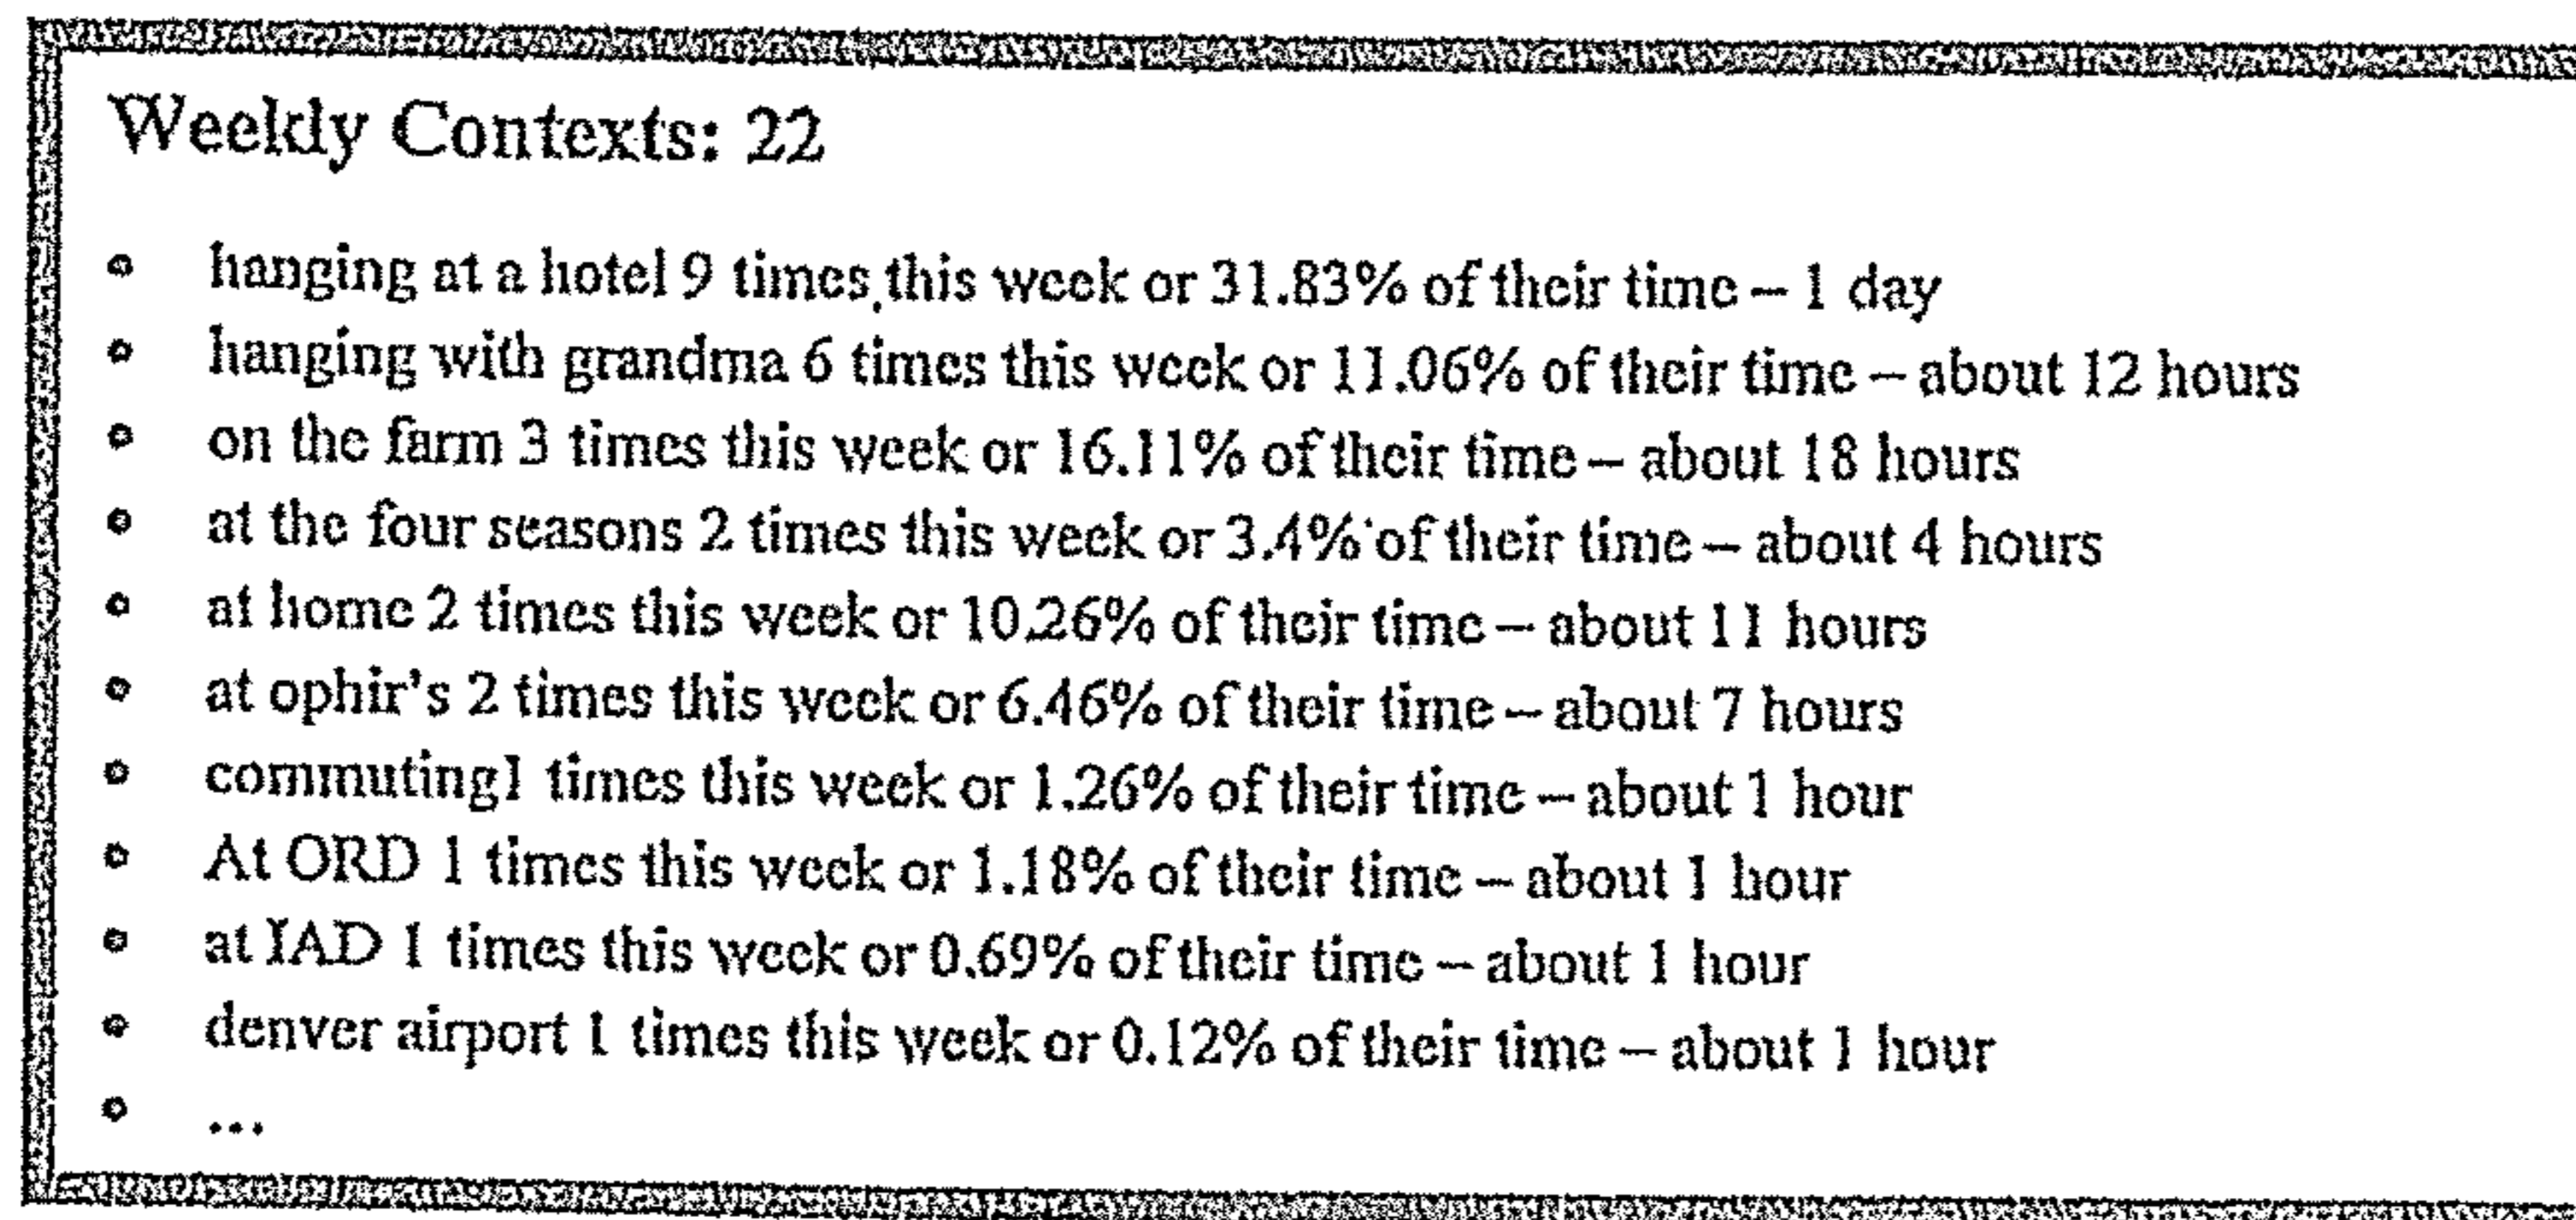 Weekly Contexts: 22
• hanging at a hotel 9 times this week or 31.83% of their time – 1 day
• hanging with grandma 6 times this week or 11.06% of their time – about 12 hours
• on the farm 3 times this week or 16.11% of their time – about 18 hours
• at the four seasons 2 times this week or 3.4% of their time – about 4 hours
• at home 2 times this week or 10.26% of their time – about 11 hours
• at ophir's 2 times this week or 6.46% of their time – about 7 hours
• commuting1 times this week or 1.26% of their time – about 1 hour
• At ORD 1 times this week or 1.18% of their time – about 1 hour
• at IAD 1 times this week or 0.69% of their time – about 1 hour
• denver airport 1 times this week or 0.12% of their time – about 1 hour
• ...